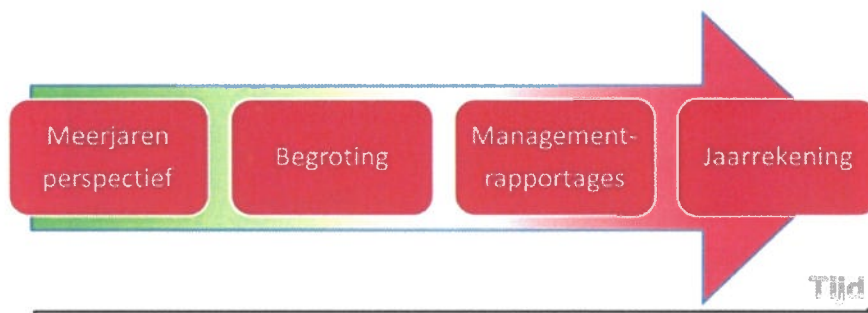 Meerjaren
perspectief
Begroting
Management-
rapportages
Jaarrekening
Tijd